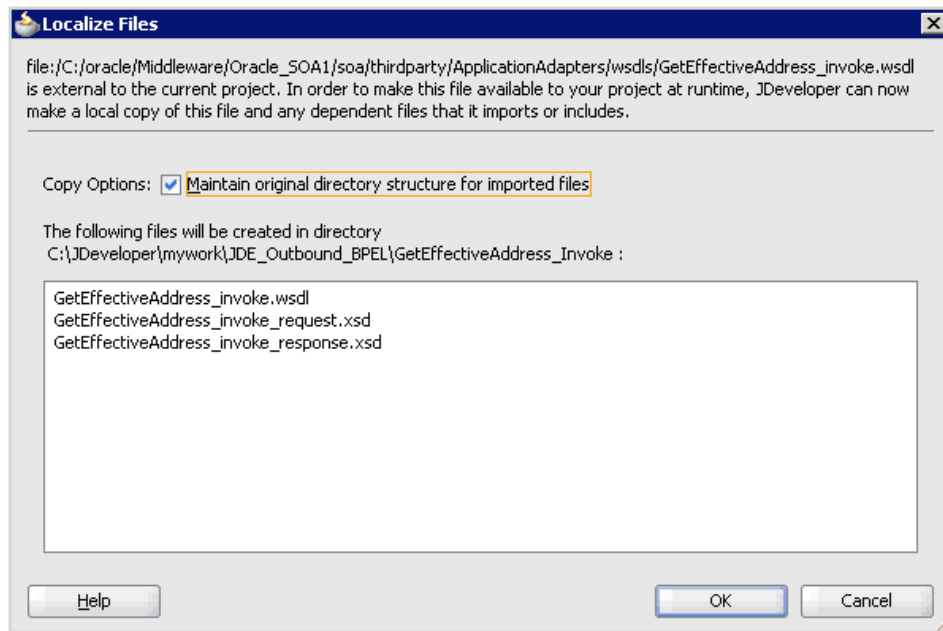 Localize Files
file:/C:/oracle/Middleware/Oracle_SOA1/soa/thirdparty/ApplicationAdapters/wsdls/GetEffectiveAddress_invoke.wsdl
is external to the current project. In order to make this file available to your project at runtime, JDeveloper can now
make a local copy of this file and any dependent files that it imports or includes.
Copy Options: Maintain original directory structure for imported files
The following files will be created in directory
C:\JDeveloper\mywork\JDE_Outbound_BPEL\GetEffectiveAddress_Invoke :
GetEffectiveAddress_invoke.wsdl
GetEffectiveAddress_invoke_request.xsd
GetEffectiveAddress_invoke_response.xsd
Help OK Cancel